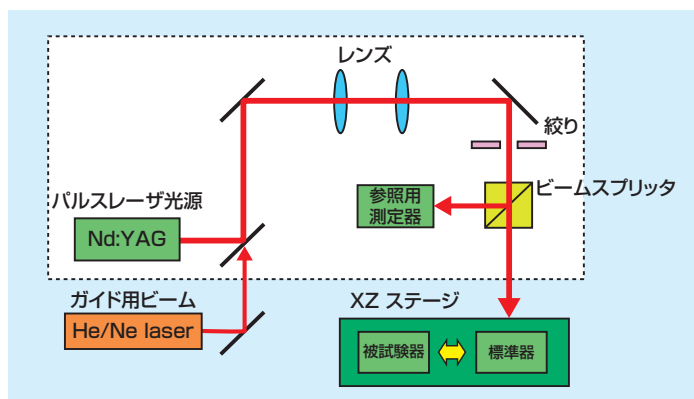 レンズ
絞り
ビームスプリッタ
参照用
測定器
パルスレーザ光源
Nd:YAG
ガイド用ビーム
He/Ne laser
XZ ステージ
被試験器
標準器